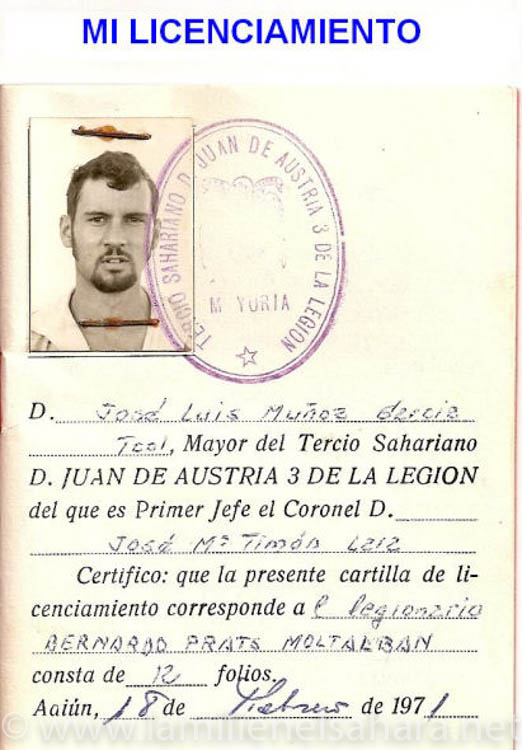 MI LICENCIAMIENTO
TERCIO SAHARIANO D. JUAN DE AUSTRIA 3 DE LA LEGION
M YORIA
D. José Luis Muñoz Garcia
Tcol, Mayor del Tercio Sahariano
D. JUAN DE AUSTRIA 3 DE LA LEGION
del que es Primer Jefe el Coronel D.
José Mª Timón Laiz
Certifico: que la presente cartilla de li-
cenciamiento corresponde a l legionario
BERNARDO PRATS MOLTALBAN
consta de 12 folios.
Aaiún, 18 de Febrero de 1971
© www.lamilienelsahara.net